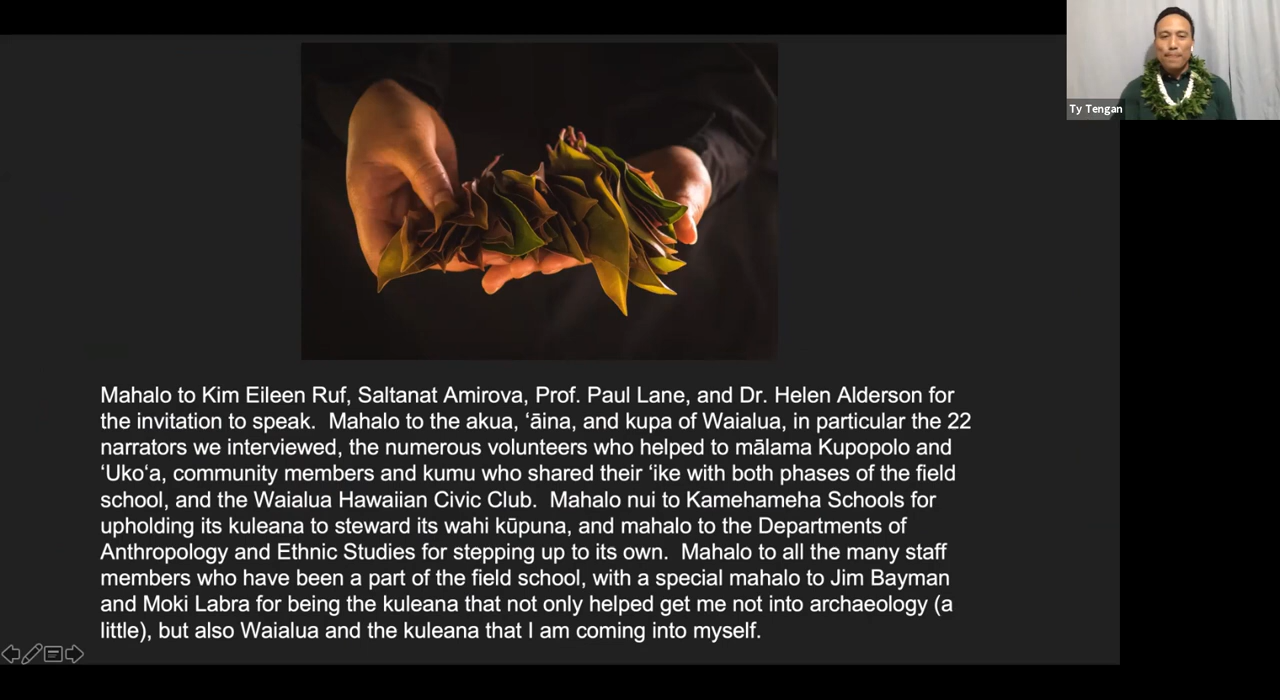 Ty Tengan
Mahalo to Kim Eileen Ruf, Saltanat Amirova, Prof. Paul Lane, and Dr. Helen Alderson for
the invitation to speak.  Mahalo to the akua, ʻāina, and kupa of Waialua, in particular the 22
narrators we interviewed, the numerous volunteers who helped to mālama Kupopolo and
ʻUkoʻa, community members and kumu who shared their ʻike with both phases of the field
school, and the Waialua Hawaiian Civic Club.  Mahalo nui to Kamehameha Schools for
upholding its kuleana to steward its wahi kūpuna, and mahalo to the Departments of
Anthropology and Ethnic Studies for stepping up to its own.  Mahalo to all the many staff
members who have been a part of the field school, with a special mahalo to Jim Bayman
and Moki Labra for being the kuleana that not only helped get me not into archaeology (a
little), but also Waialua and the kuleana that I am coming into myself.